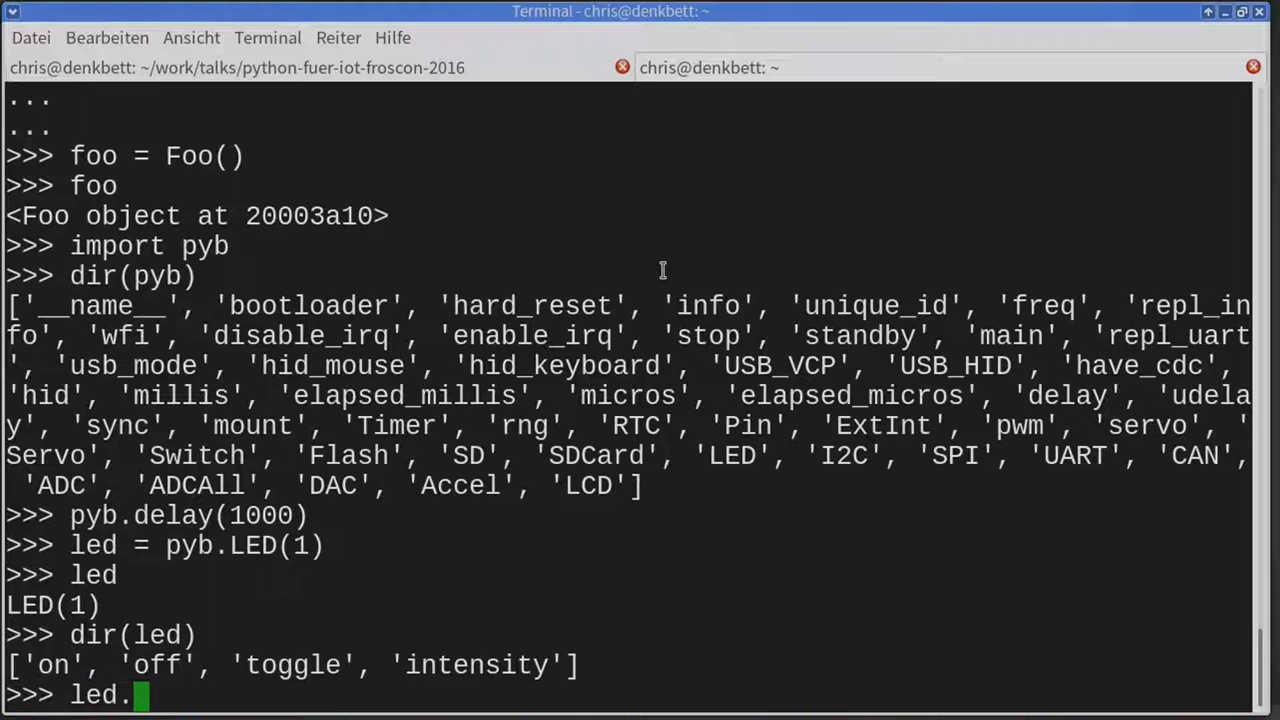 Terminal - chris@denkbett: ~
Datei Bearbeiten Ansicht Terminal Reiter Hilfe
chris@denkbett: ~/work/talks/python-fuer-iot-froscon-2016 chris@denkbett: ~
...
...
>>> foo = Foo()
>>> foo
<Foo object at 20003a10>
>>> import pyb
>>> dir(pyb)
['__name__', 'bootloader', 'hard_reset', 'info', 'unique_id', 'freq', 'repl_in
fo', 'wfi', 'disable_irq', 'enable_irq', 'stop', 'standby', 'main', 'repl_uart
', 'usb_mode', 'hid_mouse', 'hid_keyboard', 'USB_VCP', 'USB_HID', 'have_cdc',
'hid', 'millis', 'elapsed_millis', 'micros', 'elapsed_micros', 'delay', 'udela
y', 'sync', 'mount', 'Timer', 'rng', 'RTC', 'Pin', 'ExtInt', 'pwm', 'servo', '
Servo', 'Switch', 'Flash', 'SD', 'SDCard', 'LED', 'I2C', 'SPI', 'UART', 'CAN',
'ADC', 'ADCAll', 'DAC', 'Accel', 'LCD']
>>> pyb.delay(1000)
>>> led = pyb.LED(1)
>>> led
LED(1)
>>> dir(led)
['on', 'off', 'toggle', 'intensity']
>>> led.